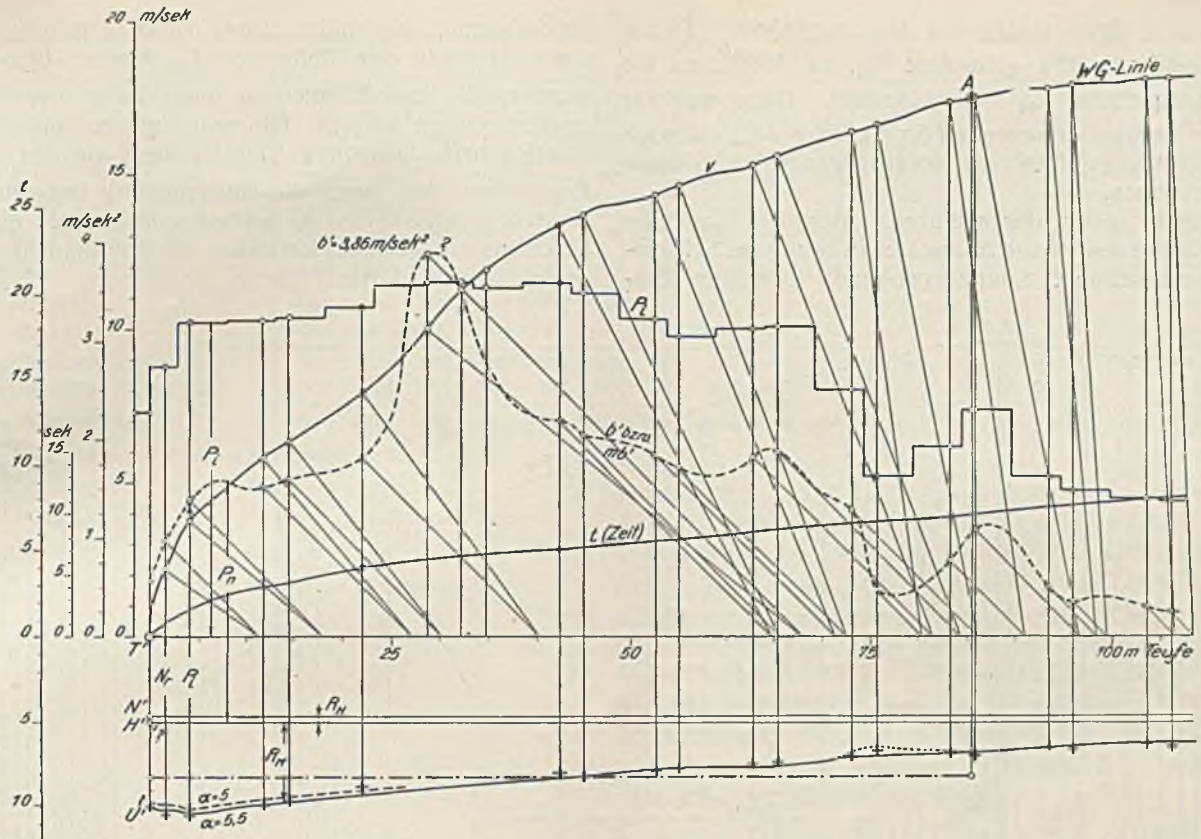 20 m/sek
WG-Linie
A
v
15
t
25
m/sek²
4
b'=3,86m/sek² ?
20
10
3
15
sek
15
2
b' bzw.
mb'
10
5
10
1
t (Zeit)
5
5
0 0 0 0
25 50 75 100 m Teufe
5
10
α=5
α=5,5